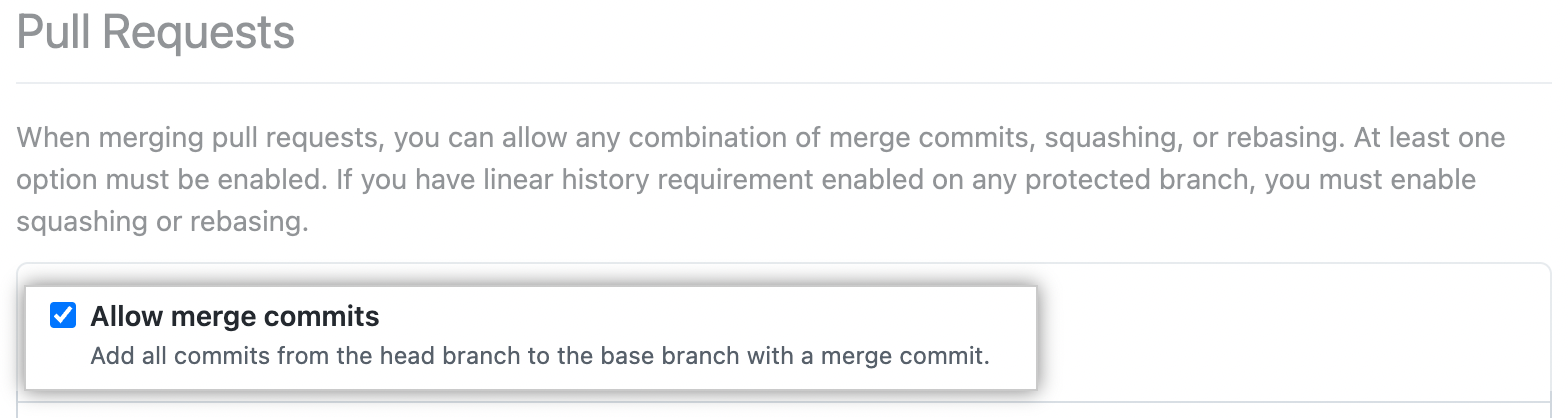 Pull Requests
When merging pull requests, you can allow any combination of merge commits, squashing, or rebasing. At least one
option must be enabled. If you have linear history requirement enabled on any protected branch, you must enable
squashing or rebasing.
Allow merge commits
Add all commits from the head branch to the base branch with a merge commit.